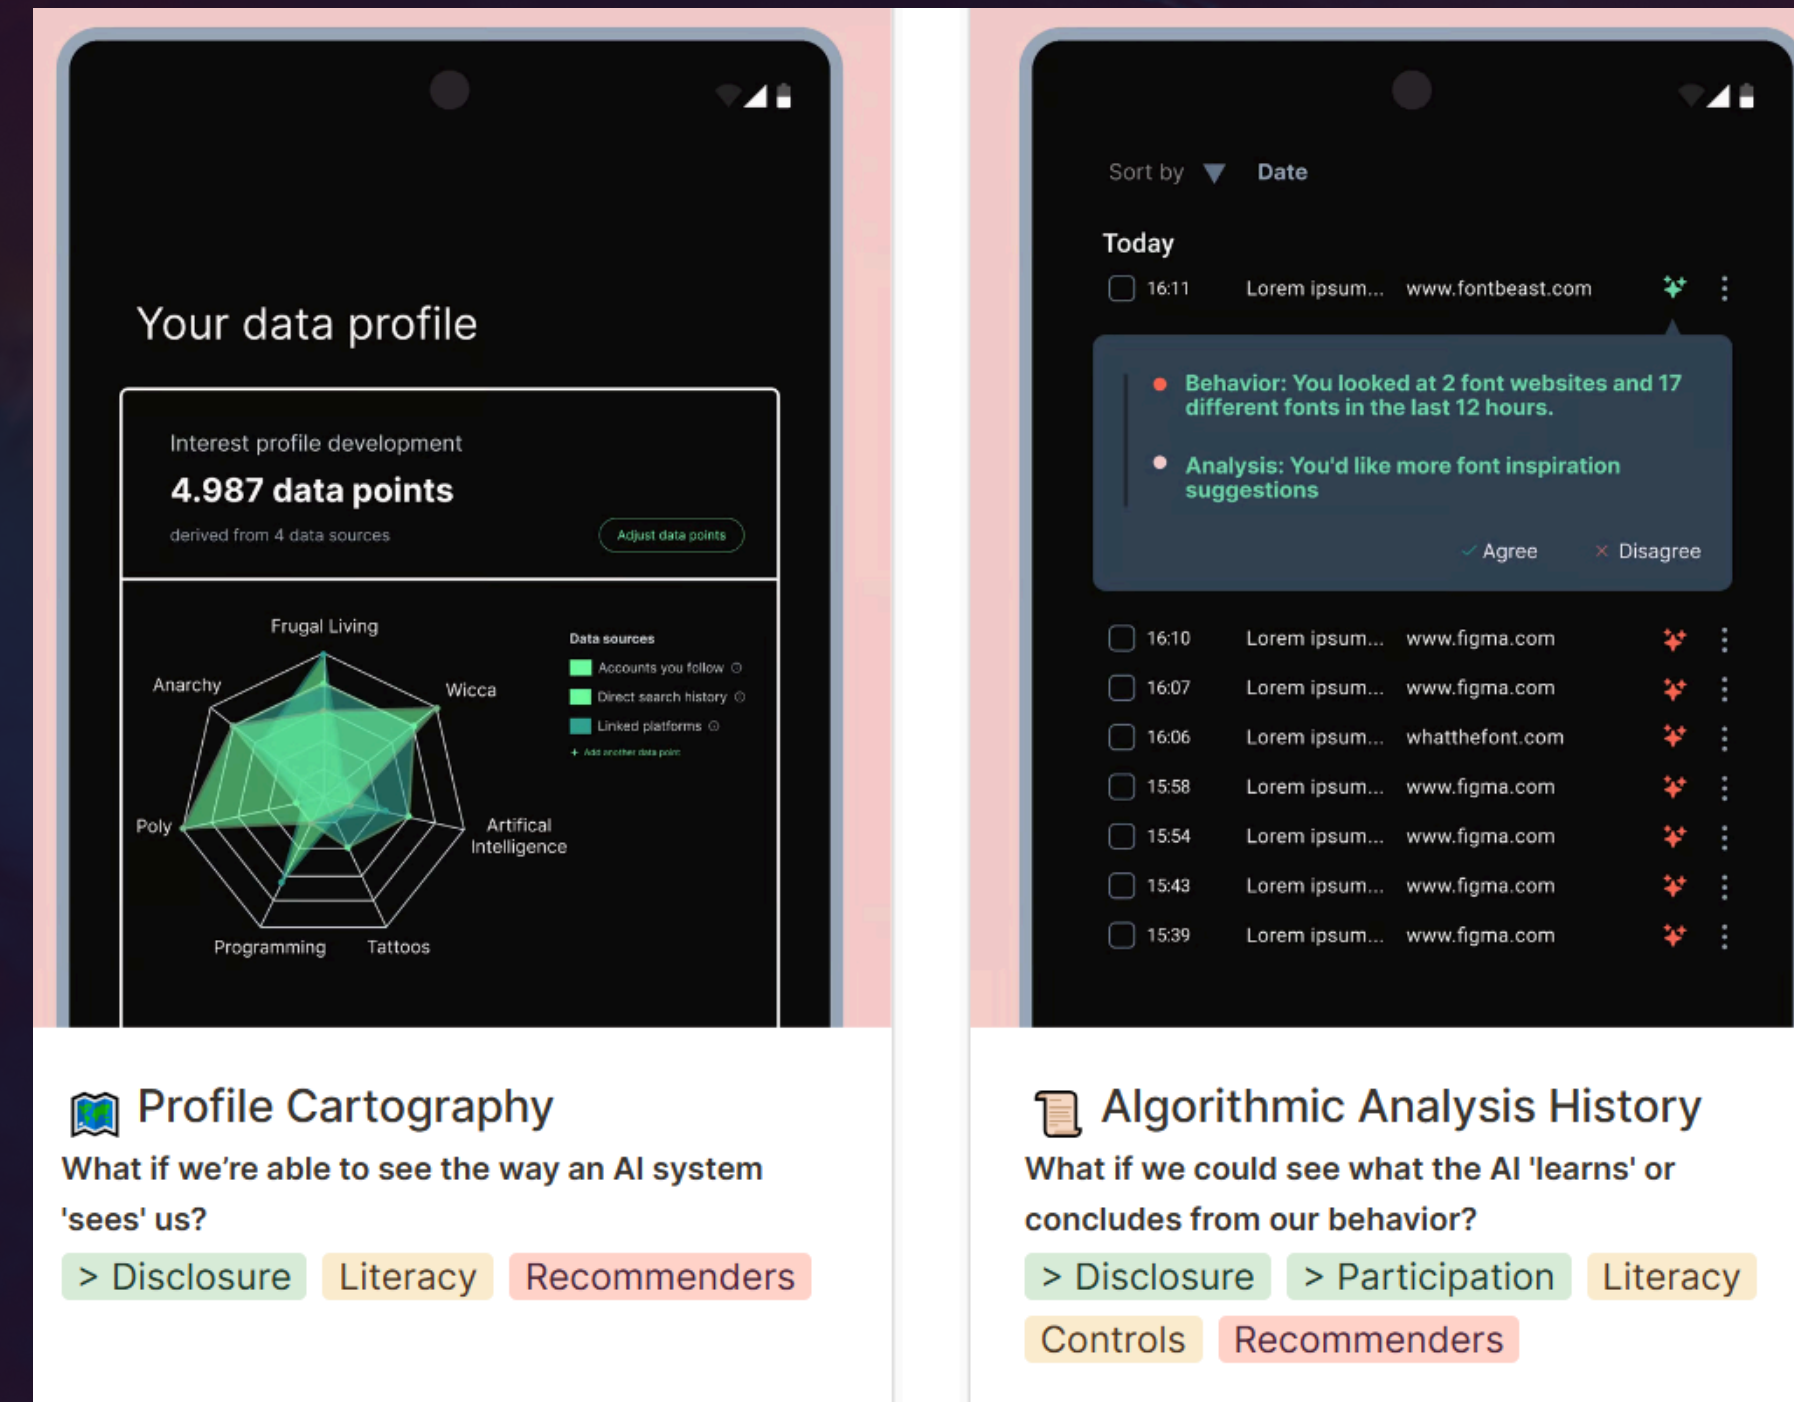 Your data profile
Interest profile development
4.987 data points
derived from 4 data sources
Adjust data points
Frugal Living
Anarchy
Wicca
Poly
Artifical
Intelligence
Programming
Tattoos
Data sources
Accounts you follow
Direct search history
Linked platforms
+ Add another data point
Profile Cartography
What if we’re able to see the way an AI system
'sees' us?
> Disclosure Literacy Recommenders
Sort by Date
Today
16:11 Lorem ipsum... www.fontbeast.com
Behavior: You looked at 2 font websites and 17
different fonts in the last 12 hours.
Analysis: You'd like more font inspiration
suggestions
Agree Disagree
16:10 Lorem ipsum... www.figma.com
16:07 Lorem ipsum... www.figma.com
16:06 Lorem ipsum... whatthefont.com
15:58 Lorem ipsum... www.figma.com
15:54 Lorem ipsum... www.figma.com
15:43 Lorem ipsum... www.figma.com
15:39 Lorem ipsum... www.figma.com
Algorithmic Analysis History
What if we could see what the AI 'learns' or
concludes from our behavior?
> Disclosure > Participation Literacy
Controls Recommenders